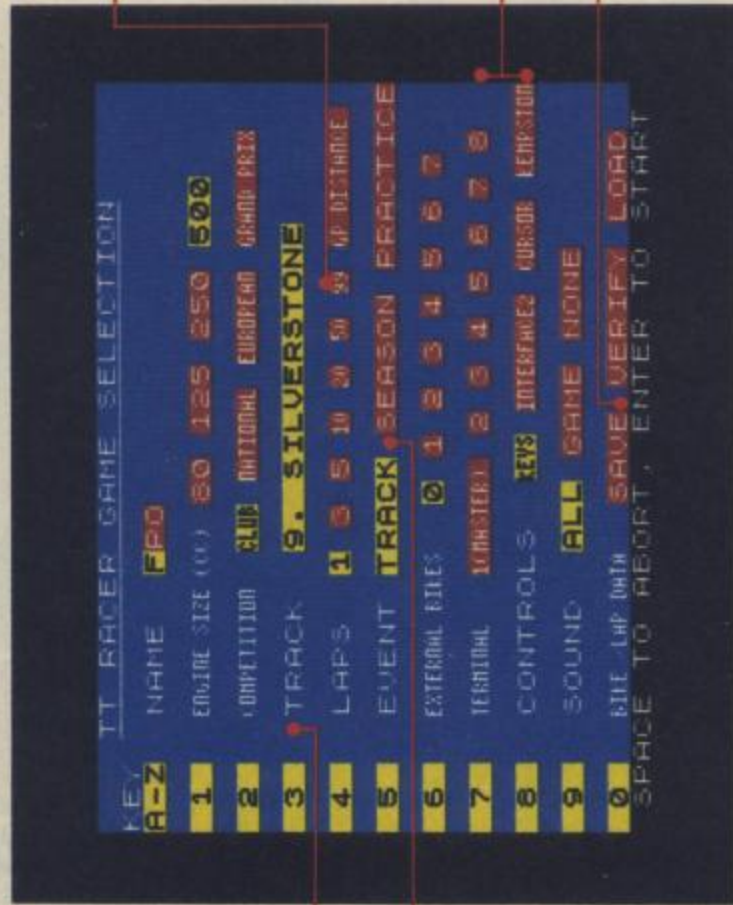 TT RACER GAME SELECTION
KEY
A-Z NAME FPO
1 ENGINE SIZE (CC) 80 125 250 500
2 COMPETITION CLUB NATIONAL EUROPEAN GRAND PRIX
3 TRACK 9. SILVERSTONE
4 LAPS 1 3 5 10 20 50 99 GP DISTANCE
5 EVENT TRACK SEASON PRACTICE
6 EXTERNAL BIKES 0 1 2 3 4 5 6 7
7 TERMINAL 1(MASTER) 2 3 4 5 6 7 8
8 CONTROLS KEYS INTERFACE2 CURSOR KEMPSTON
9 SOUND ALL GAME NONE
0 BIKE LAP DATA SAVE VERIFY LOAD
SPACE TO ABORT, ENTER TO START